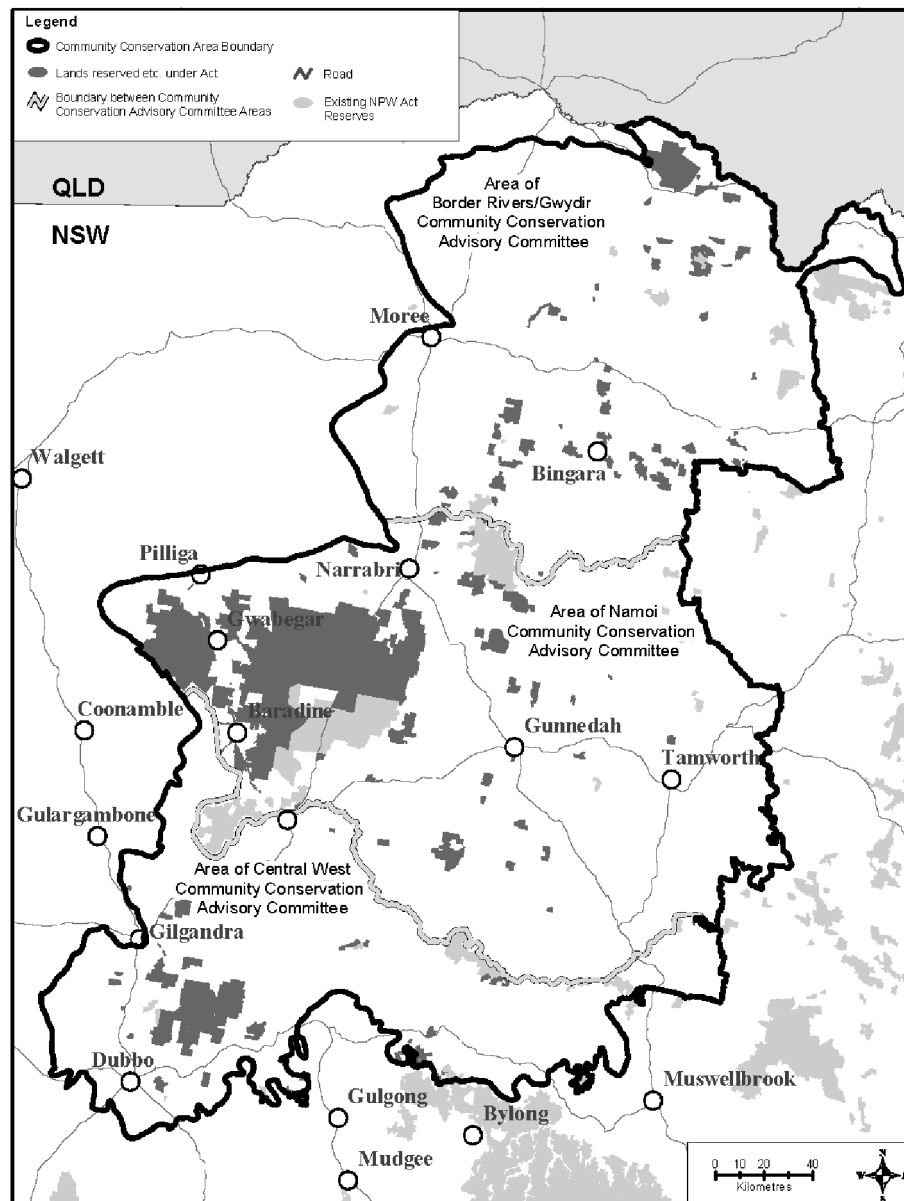 Legend
Community Conservation Area Boundary
Lands reserved etc. under Act
Road
Boundary between Community
Conservation Advisory Committee Areas
Existing NPW Act
Reserves
QLD
NSW
Area of
Border Rivers/Gwydir
Community Conservation
Advisory Committee
Moree
Walgett
Bingara
Pilliga
Narrabri
Gwabegar
Area of Namoi
Community Conservation
Advisory Committee
Coonamble
Baradine
Gunnedah
Tamworth
Gulargambone
Area of Central West
Community Conservation
Advisory Committee
Gilgandra
Dubbo
Gulgong
Muswellbrook
Bylong
Mudgee
0 10 20 40
Kilometres
N
W
S